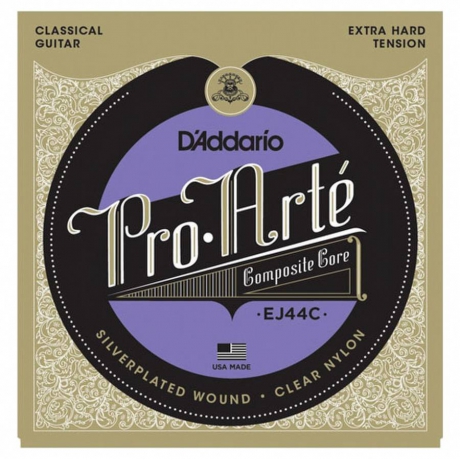 CLASSICAL
GUITAR
EXTRA HARD
TENSION
D'Addario
Pro·Arté
Composite Core
·EJ44C·
USA MADE
SILVERPLATED WOUND · CLEAR NYLON